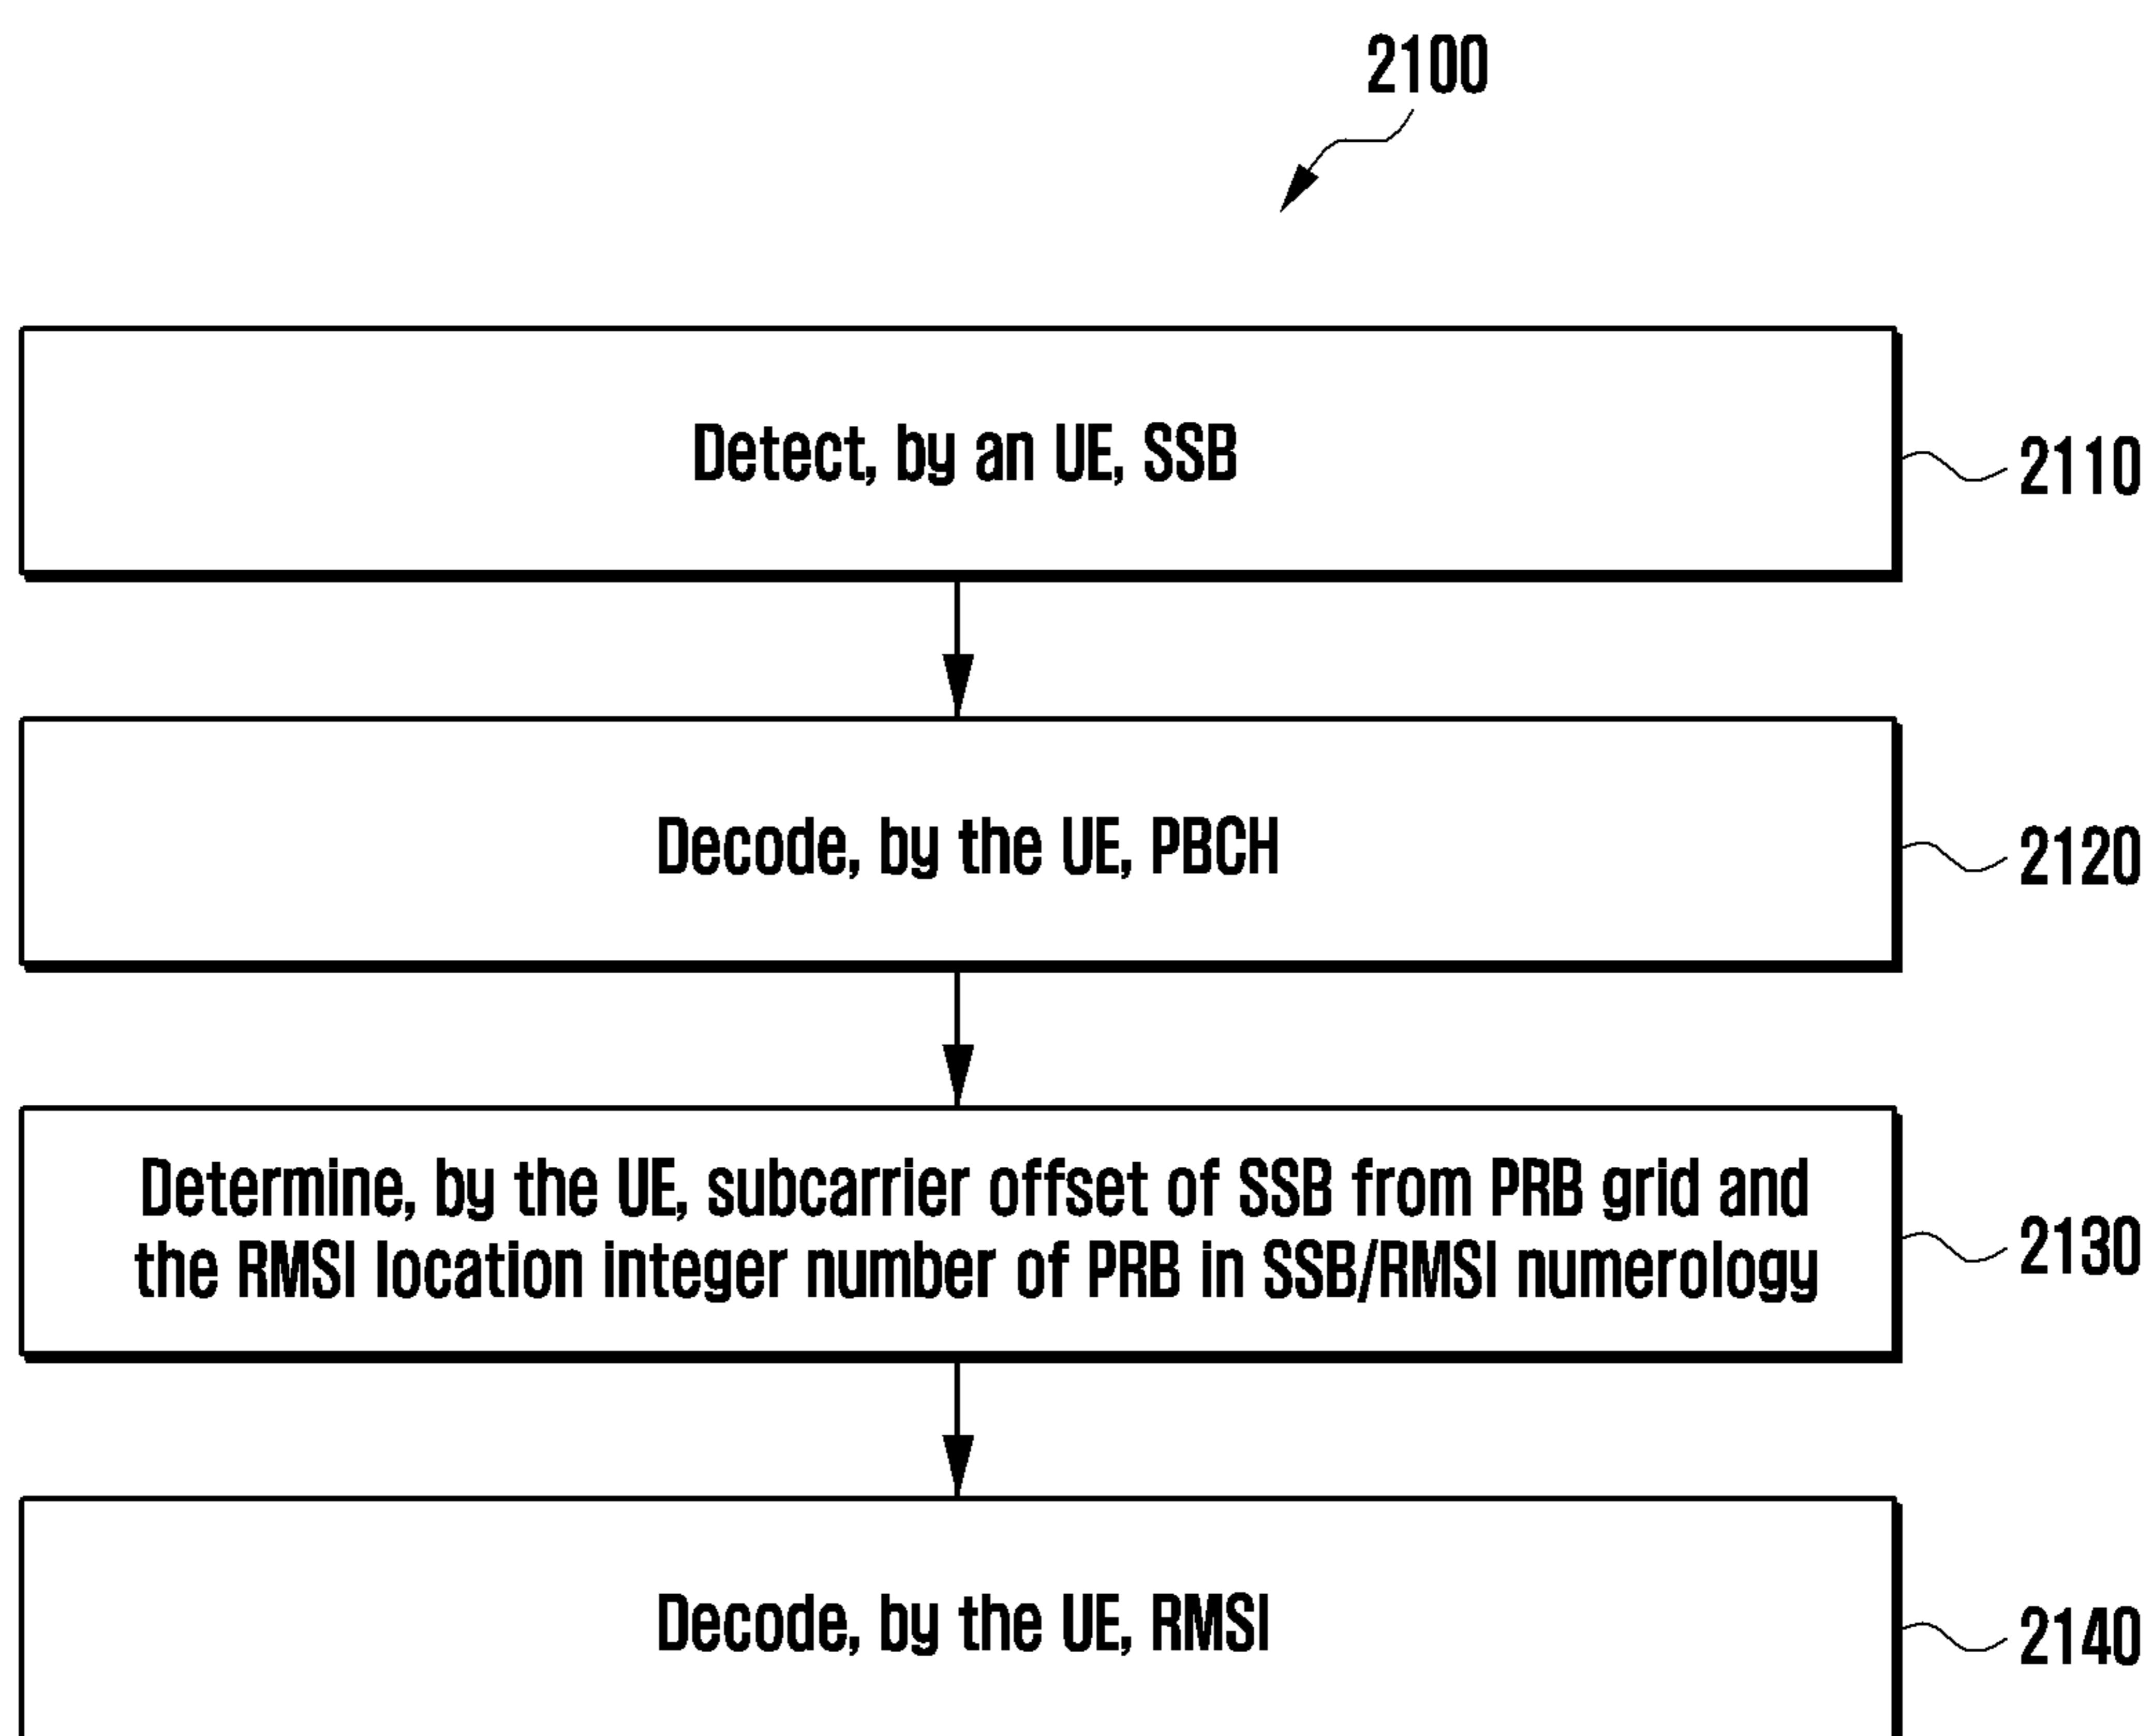 2100
Detect, by an UE, SSB
2110
Decode, by the UE, PBCH
2120
Determine, by the UE, subcarrier offset of SSB from PRB grid and
the RMSI location integer number of PRB in SSB/RMSI numerology
2130
Decode, by the UE, RMSI
2140